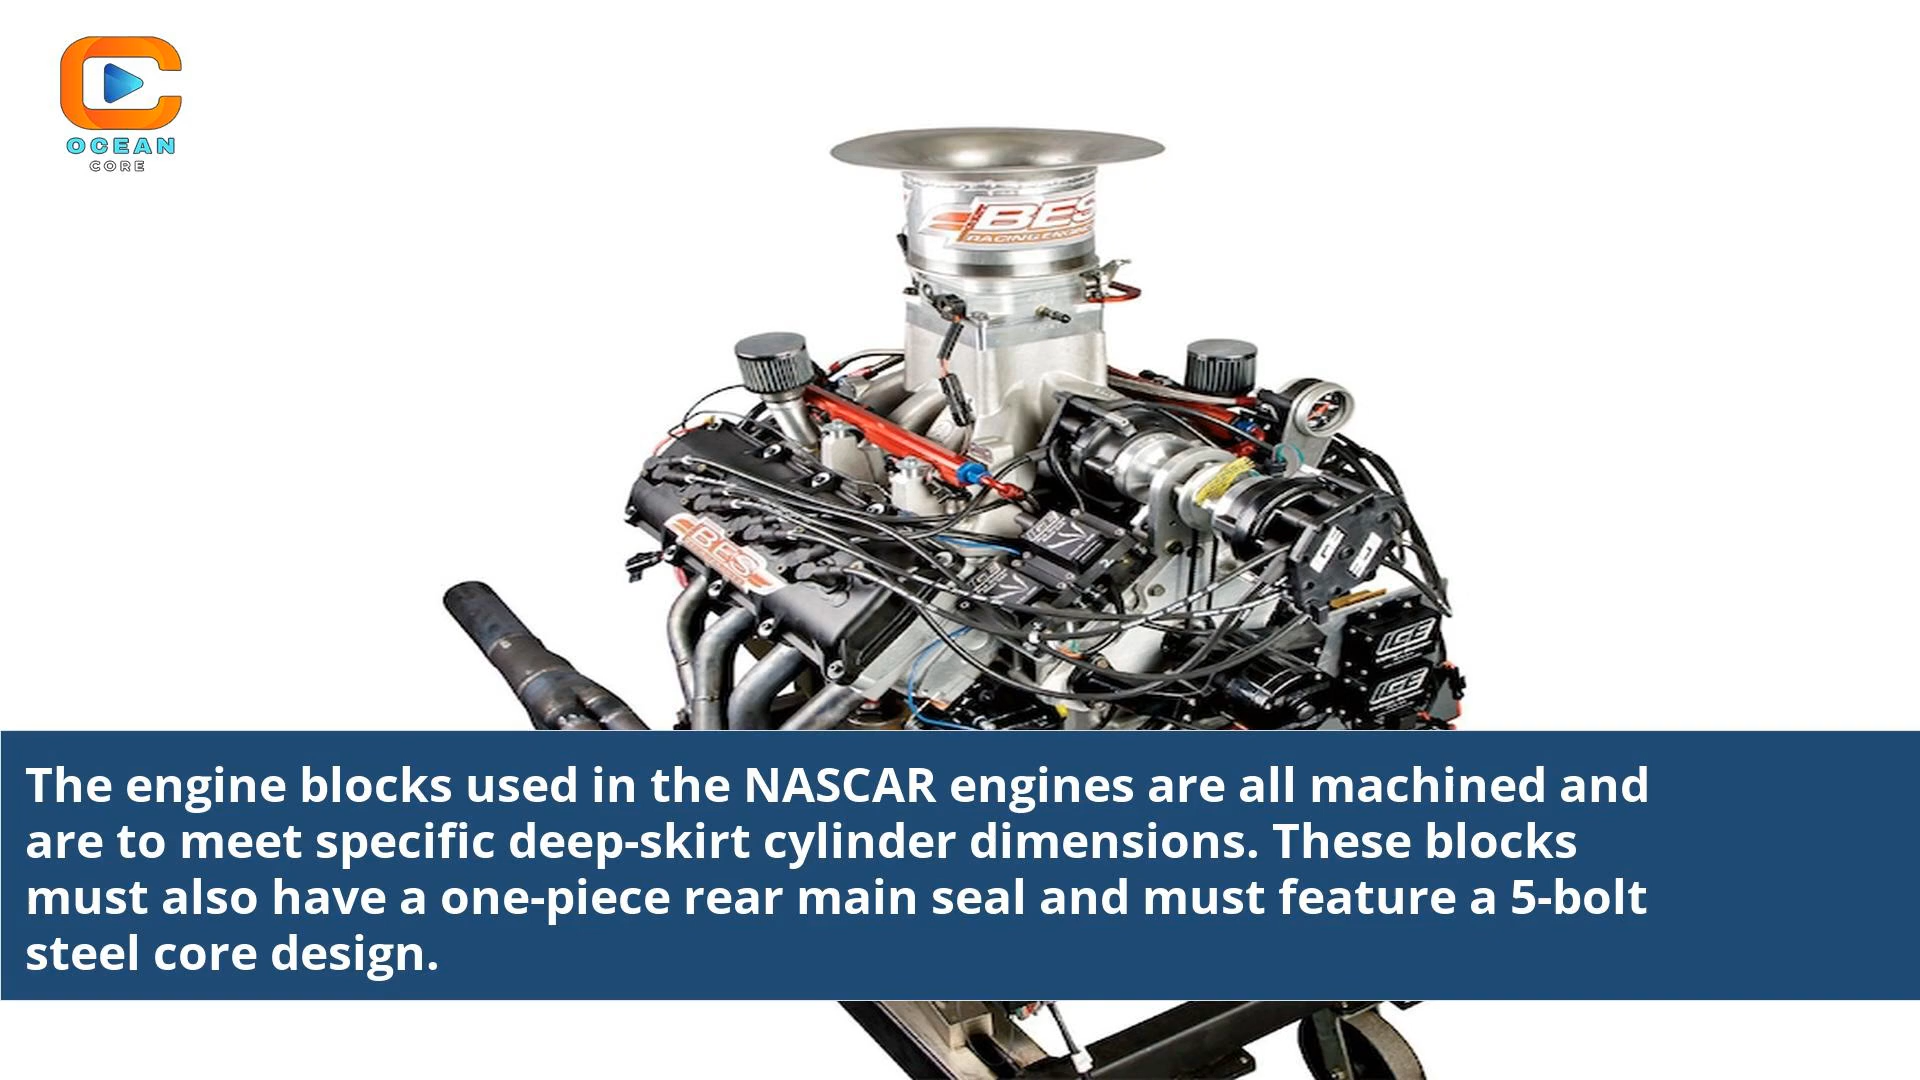 OCEAN
CORE
BES
RACING ENGINES
BES
IGE
IGE
The engine blocks used in the NASCAR engines are all machined and
are to meet specific deep-skirt cylinder dimensions. These blocks
must also have a one-piece rear main seal and must feature a 5-bolt
steel core design.